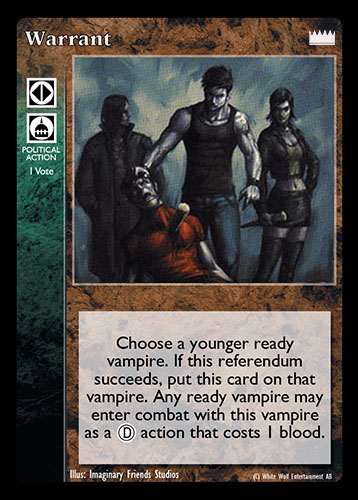 Warrant
POLITICAL
ACTION
1 Vote
Choose a younger ready
vampire. If this referendum
succeeds, put this card on that
vampire. Any ready vampire may
enter combat with this vampire
as a Ⓓ action that costs 1 blood.
Illus: Imaginary Friends Studios
(C) White Wolf Entertainment AB